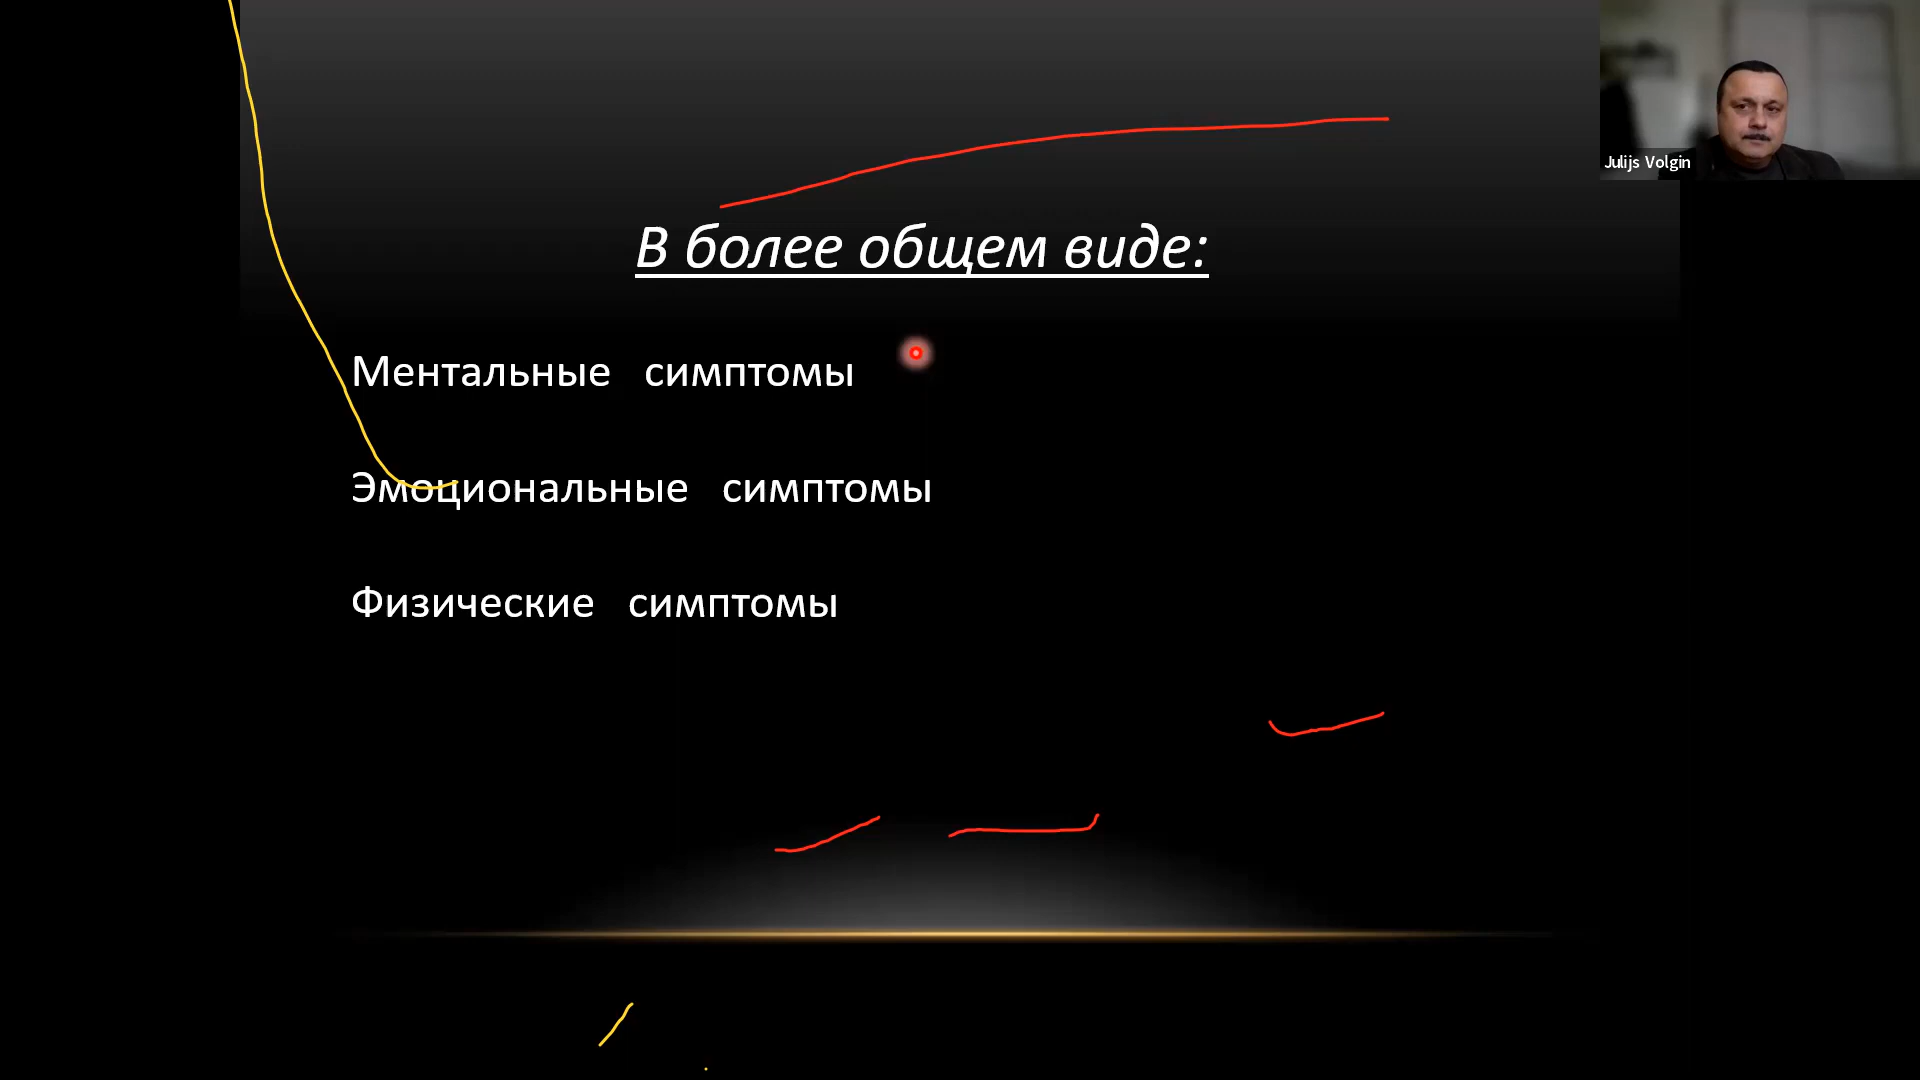 Julijs Volgin
В более общем виде:
Ментальные симптомы
Эмоциональные симптомы
Физические симптомы